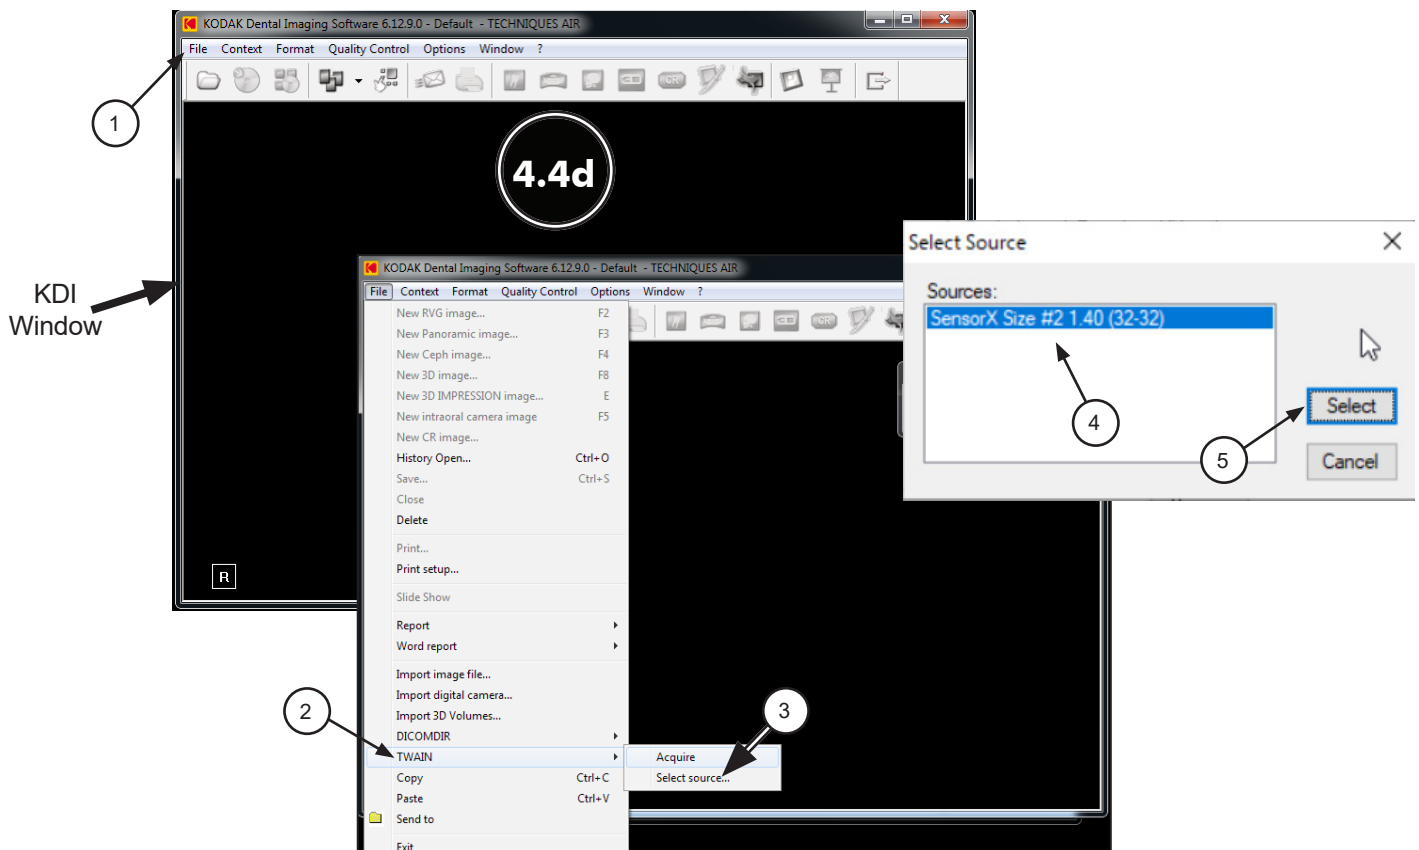 KODAK Dental Imaging Software 6.12.9.0 - Default - TECHNIQUES AIR
File Context Format Quality Control Options Window ?
CR
1
4.4d
KDI
Window
R
KODAK Dental Imaging Software 6.12.9.0 - Default - TECHNIQUES AIR
File Context Format Quality Control Options Window ?
CR
New RVG image... F2
New Panoramic image... F3
New Ceph image... F4
New 3D image... F8
New 3D IMPRESSION image... E
New intraoral camera image F5
New CR image...
History Open... Ctrl+O
Save... Ctrl+S
Close
Delete
Print...
Print setup...
Slide Show
Report
Word report
Import image file...
Import digital camera...
Import 3D Volumes...
DICOMDIR
TWAIN
Copy Ctrl+C
Paste Ctrl+V
Send to
Exit
2
3
Acquire
Select source...
Select Source
Sources:
SensorX Size #2 1.40 (32-32)
4
Select
5
Cancel